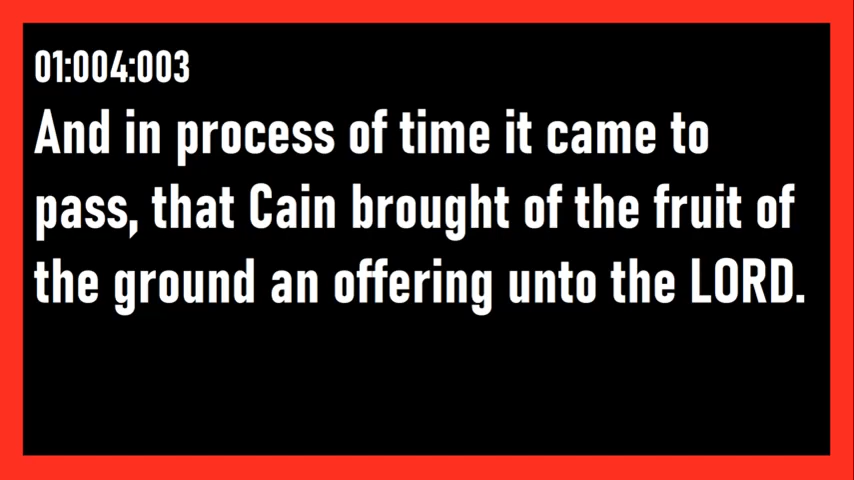 01:004:003
And in process of time it came to
pass, that Cain brought of the fruit of
the ground an offering unto the LORD.